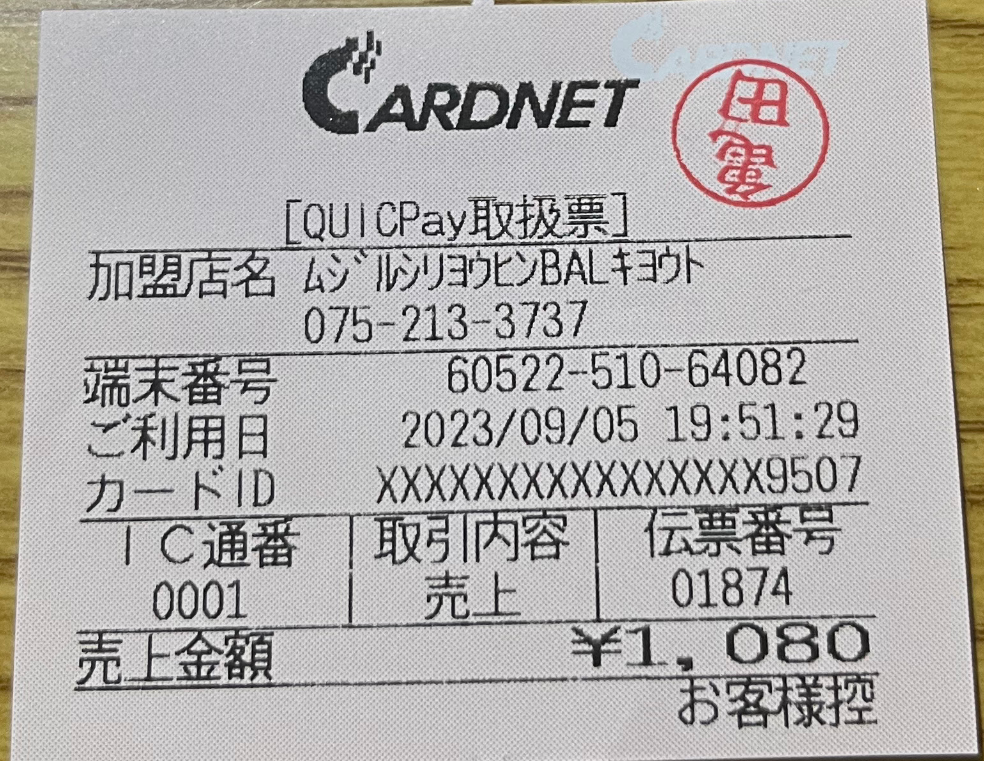 CARDNET
CARDNET
田
[QUICPay取扱票]
加盟店名 ムジルシリヨウヒンBALキヨウト
075-213-3737
端末番号 60522-510-64082
ご利用日 2023/09/05 19:51:29
カードID XXXXXXXXXXXXXXXX9507
IC通番 取引内容 伝票番号
0001 売上 01874
売上金額 ¥1,080
お客様控